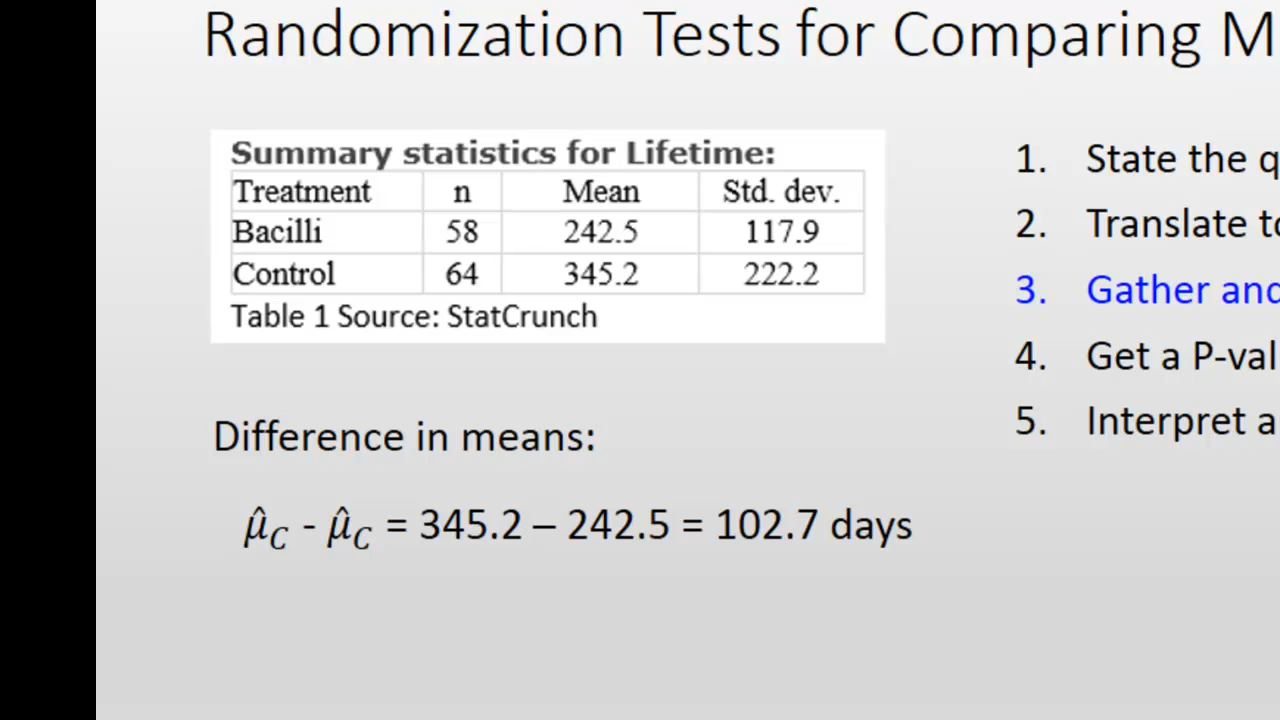 Randomization Tests for Comparing M
Summary statistics for Lifetime:
Treatment n Mean Std. dev.
Bacilli 58 242.5 117.9
Control 64 345.2 222.2
Table 1 Source: StatCrunch
Difference in means:
μ̂_C - μ̂_C = 345.2 – 242.5 = 102.7 days
1. State the q
2. Translate to
3. Gather and
4. Get a P-val
5. Interpret a